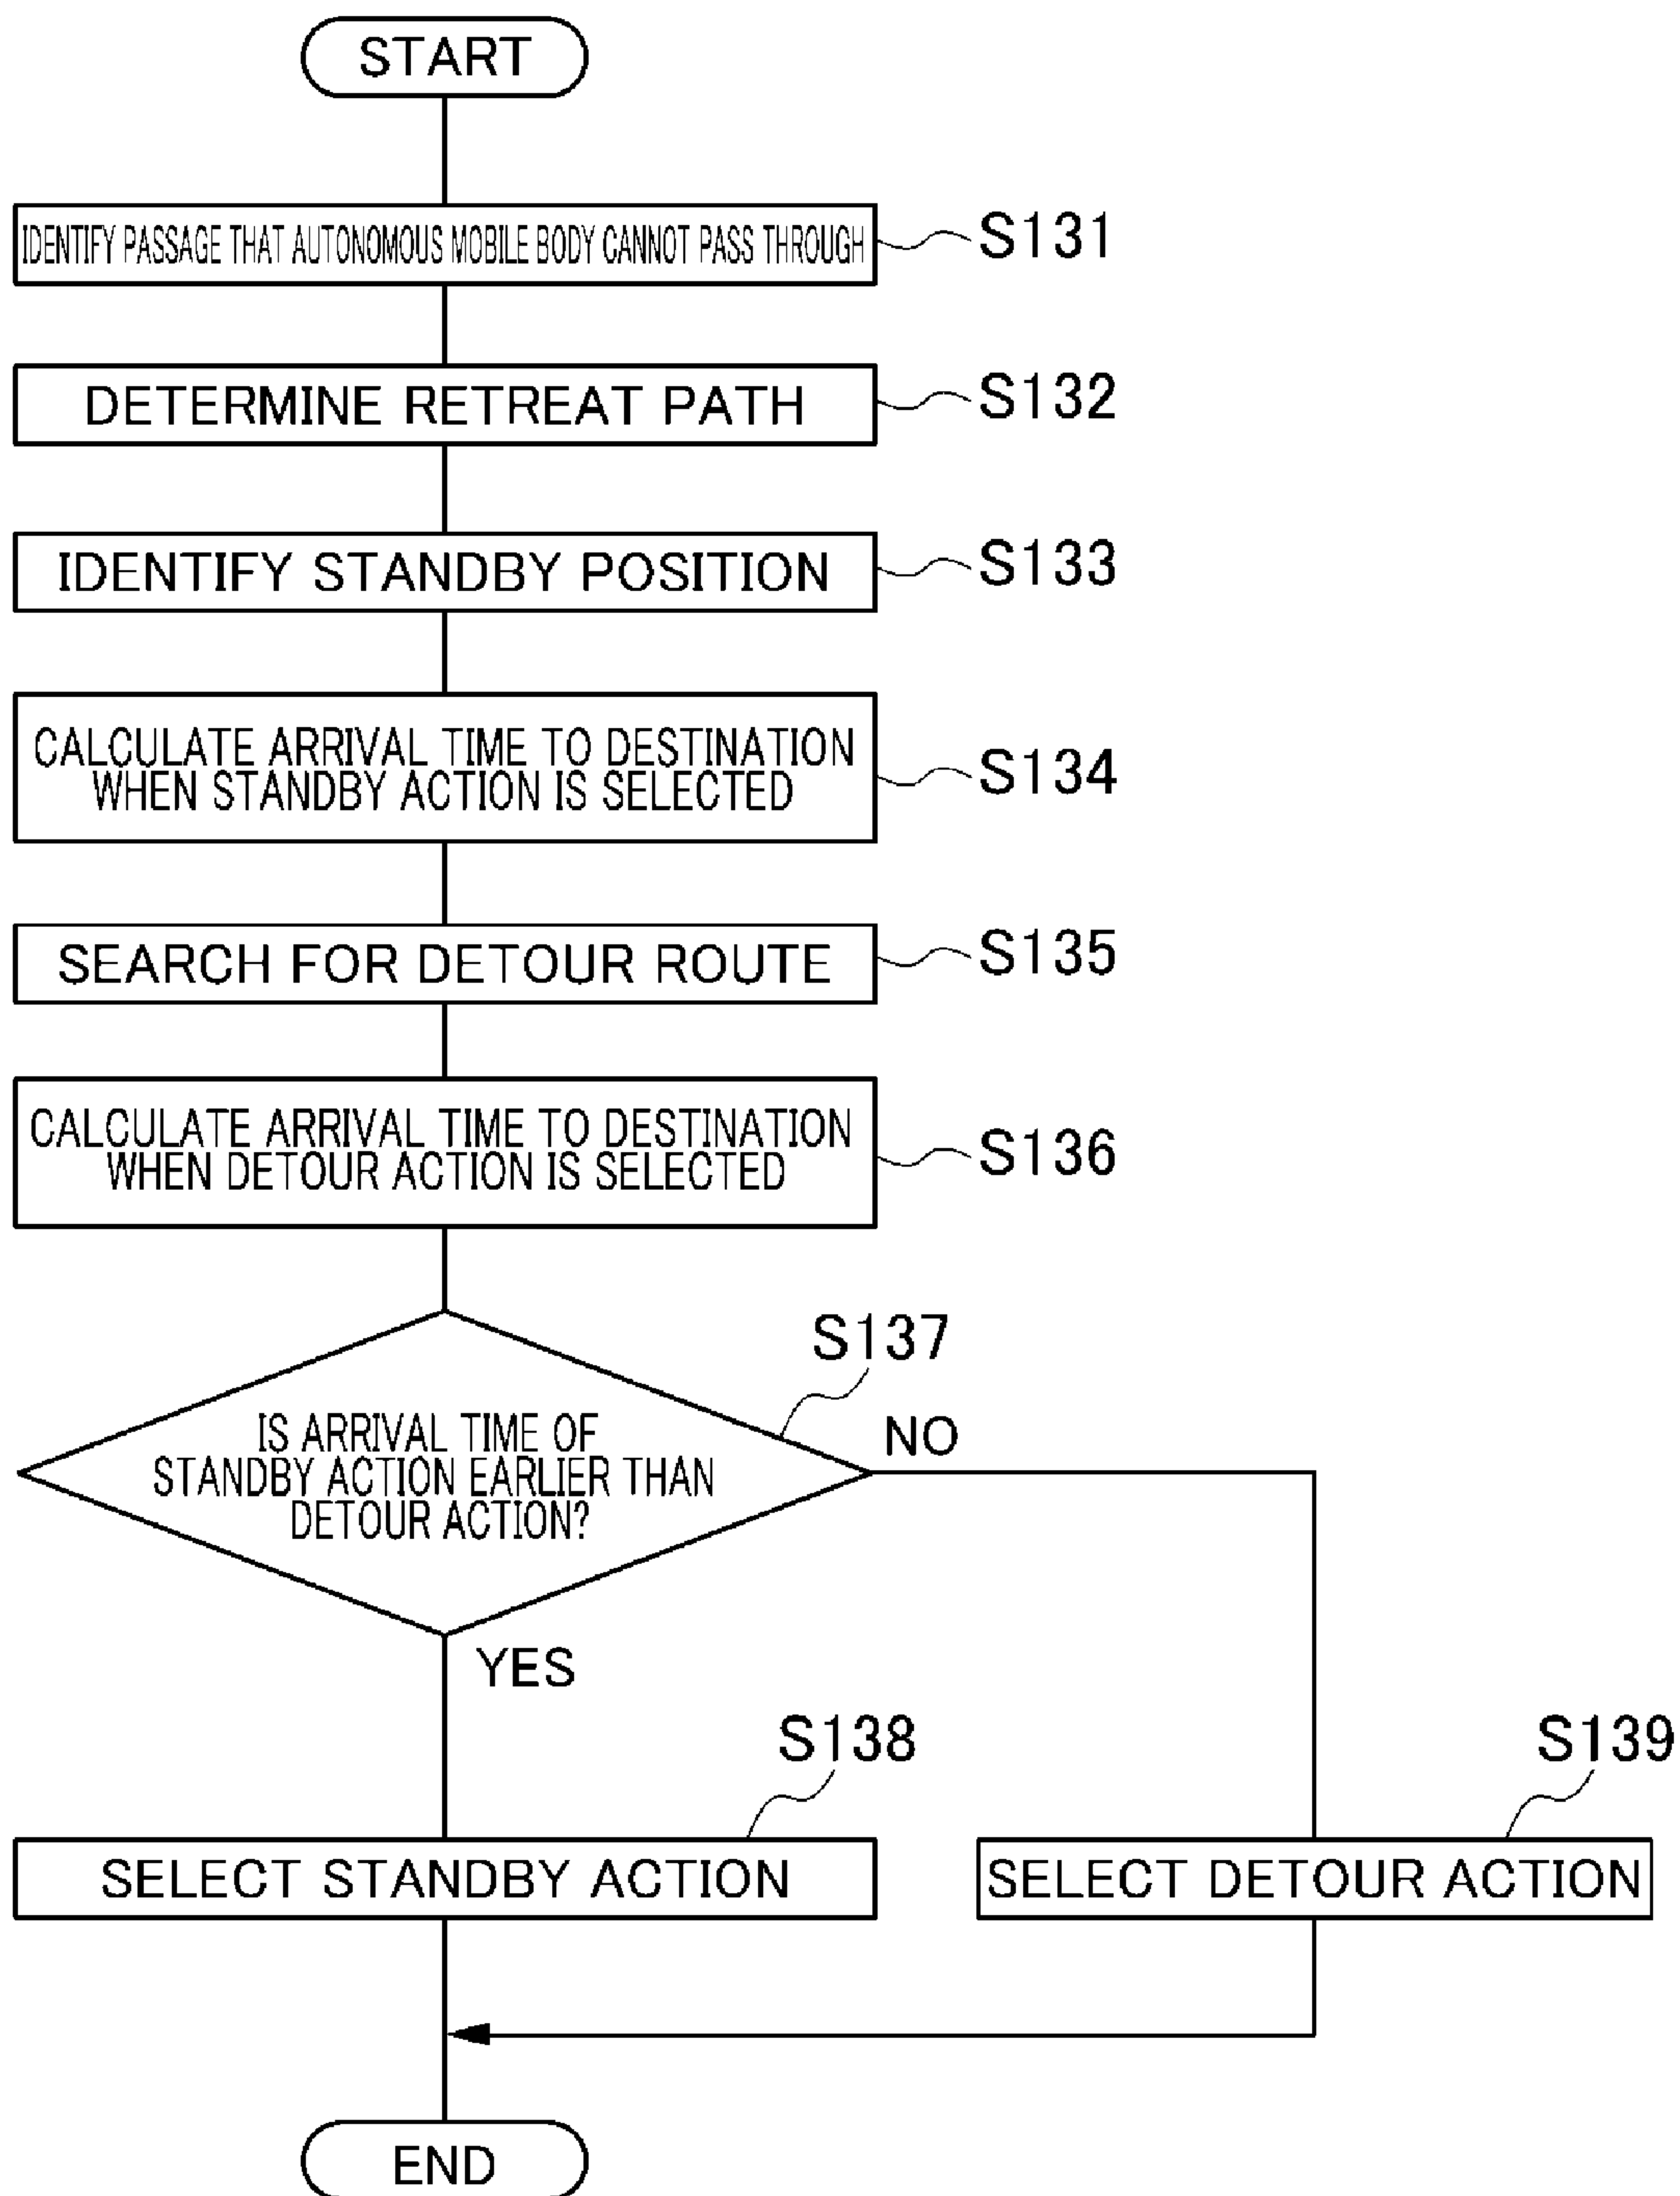 START
IDENTIFY PASSAGE THAT AUTONOMOUS MOBILE BODY CANNOT PASS THROUGH
S131
DETERMINE RETREAT PATH
S132
IDENTIFY STANDBY POSITION
S133
CALCULATE ARRIVAL TIME TO DESTINATION
WHEN STANDBY ACTION IS SELECTED
S134
SEARCH FOR DETOUR ROUTE
S135
CALCULATE ARRIVAL TIME TO DESTINATION
WHEN DETOUR ACTION IS SELECTED
S136
S137
IS ARRIVAL TIME OF
STANDBY ACTION EARLIER THAN
DETOUR ACTION?
NO
YES
S138
SELECT STANDBY ACTION
S139
SELECT DETOUR ACTION
END